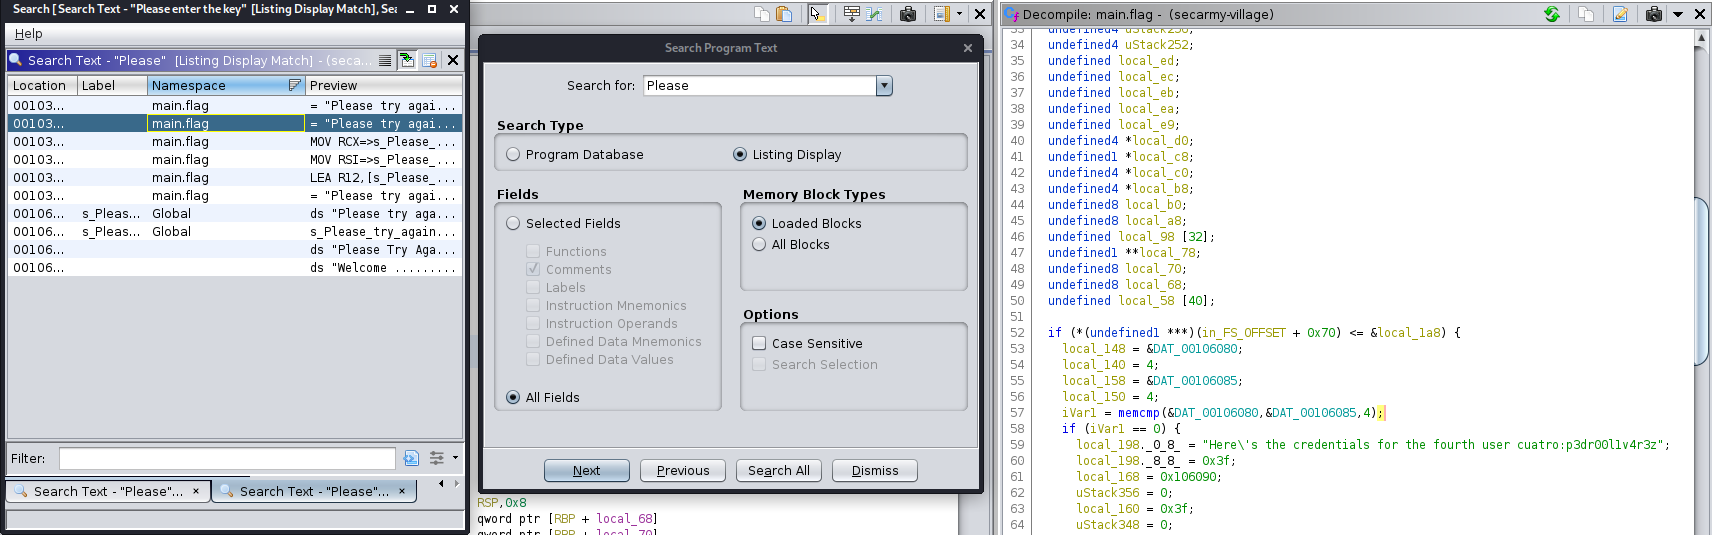 Search [ Search Text - "Please enter the key"  [Listing Display Match], Sea
Help
Search Text - "Please"  [Listing Display Match] - (seca...
Location Label Namespace Preview
00103... main.flag = "Please try agai...
00103... main.flag = "Please try agai...
00103... main.flag MOV RCX=>s_Please_...
00103... main.flag MOV RSI=>s_Please_...
00103... main.flag LEA R12,[s_Please_...
00103... main.flag = "Please try agai...
00106... s_Pleas... Global ds "Please try aga...
00106... s_Pleas... Global s_Please_try_again...
00106... ds "Please Try Aga...
00106... ds "Welcome .........
Filter:
Search Text - "Please"... × Search Text - "Please"... ×
Search Program Text
Search for: Please
Search Type
Program Database Listing Display
Fields
Selected Fields
Functions
Comments
Labels
Instruction Mnemonics
Instruction Operands
Defined Data Mnemonics
Defined Data Values
All Fields
Memory Block Types
Loaded Blocks
All Blocks
Options
Case Sensitive
Search Selection
Next Previous Search All Dismiss
RSP,0x8
qword ptr [RBP + local_68]
qword ptr [RBP + local_70]
Decompile: main.flag - (secarmy-village)
33 undefined4 uStack256;
34 undefined4 uStack252;
35 undefined local_ed;
36 undefined local_ec;
37 undefined local_eb;
38 undefined local_ea;
39 undefined local_e9;
40 undefined4 *local_d0;
41 undefined1 *local_c8;
42 undefined4 *local_c0;
43 undefined4 *local_b8;
44 undefined8 local_b0;
45 undefined8 local_a8;
46 undefined local_98 [32];
47 undefined1 **local_78;
48 undefined8 local_70;
49 undefined8 local_68;
50 undefined local_58 [40];
51
52 if (*(undefined1 ***)(in_FS_OFFSET + 0x70) <= &local_1a8) {
53 local_148 = &DAT_00106080;
54 local_140 = 4;
55 local_158 = &DAT_00106085;
56 local_150 = 4;
57 iVar1 = memcmp(&DAT_00106080,&DAT_00106085,4);
58 if (iVar1 == 0) {
59 local_198._0_8_ = "Here\'s the credentials for the fourth user cuatro:p3dr00l1v4r3z";
60 local_198._8_8_ = 0x3f;
61 local_168 = 0x106090;
62 uStack356 = 0;
63 local_160 = 0x3f;
64 uStack348 = 0;